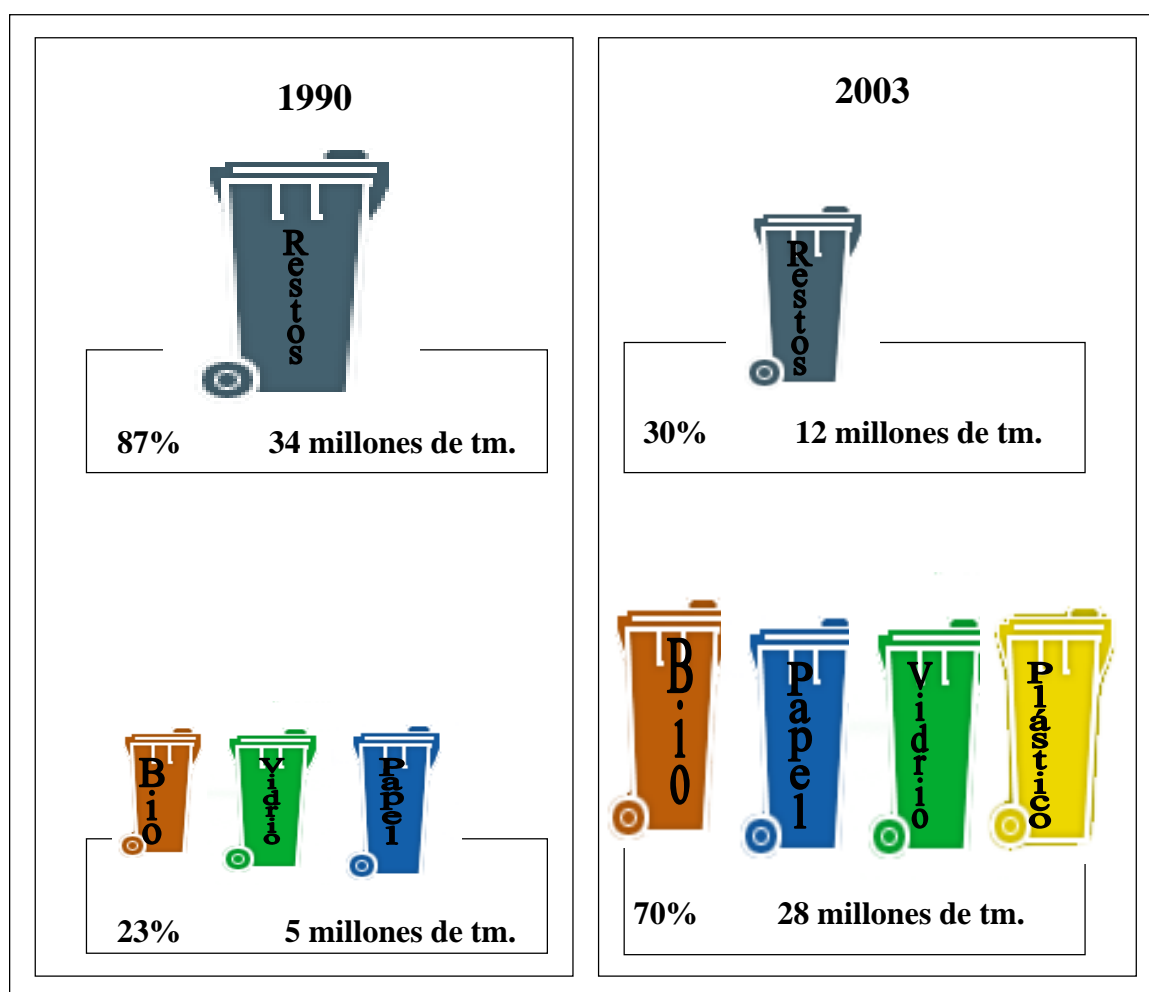 1990
Restos
87% 34 millones de tm.
Bio
Vidrio
Papel
23% 5 millones de tm.
2003
Restos
30% 12 millones de tm.
Bio
Papel
Vidrio
Plástico
70% 28 millones de tm.